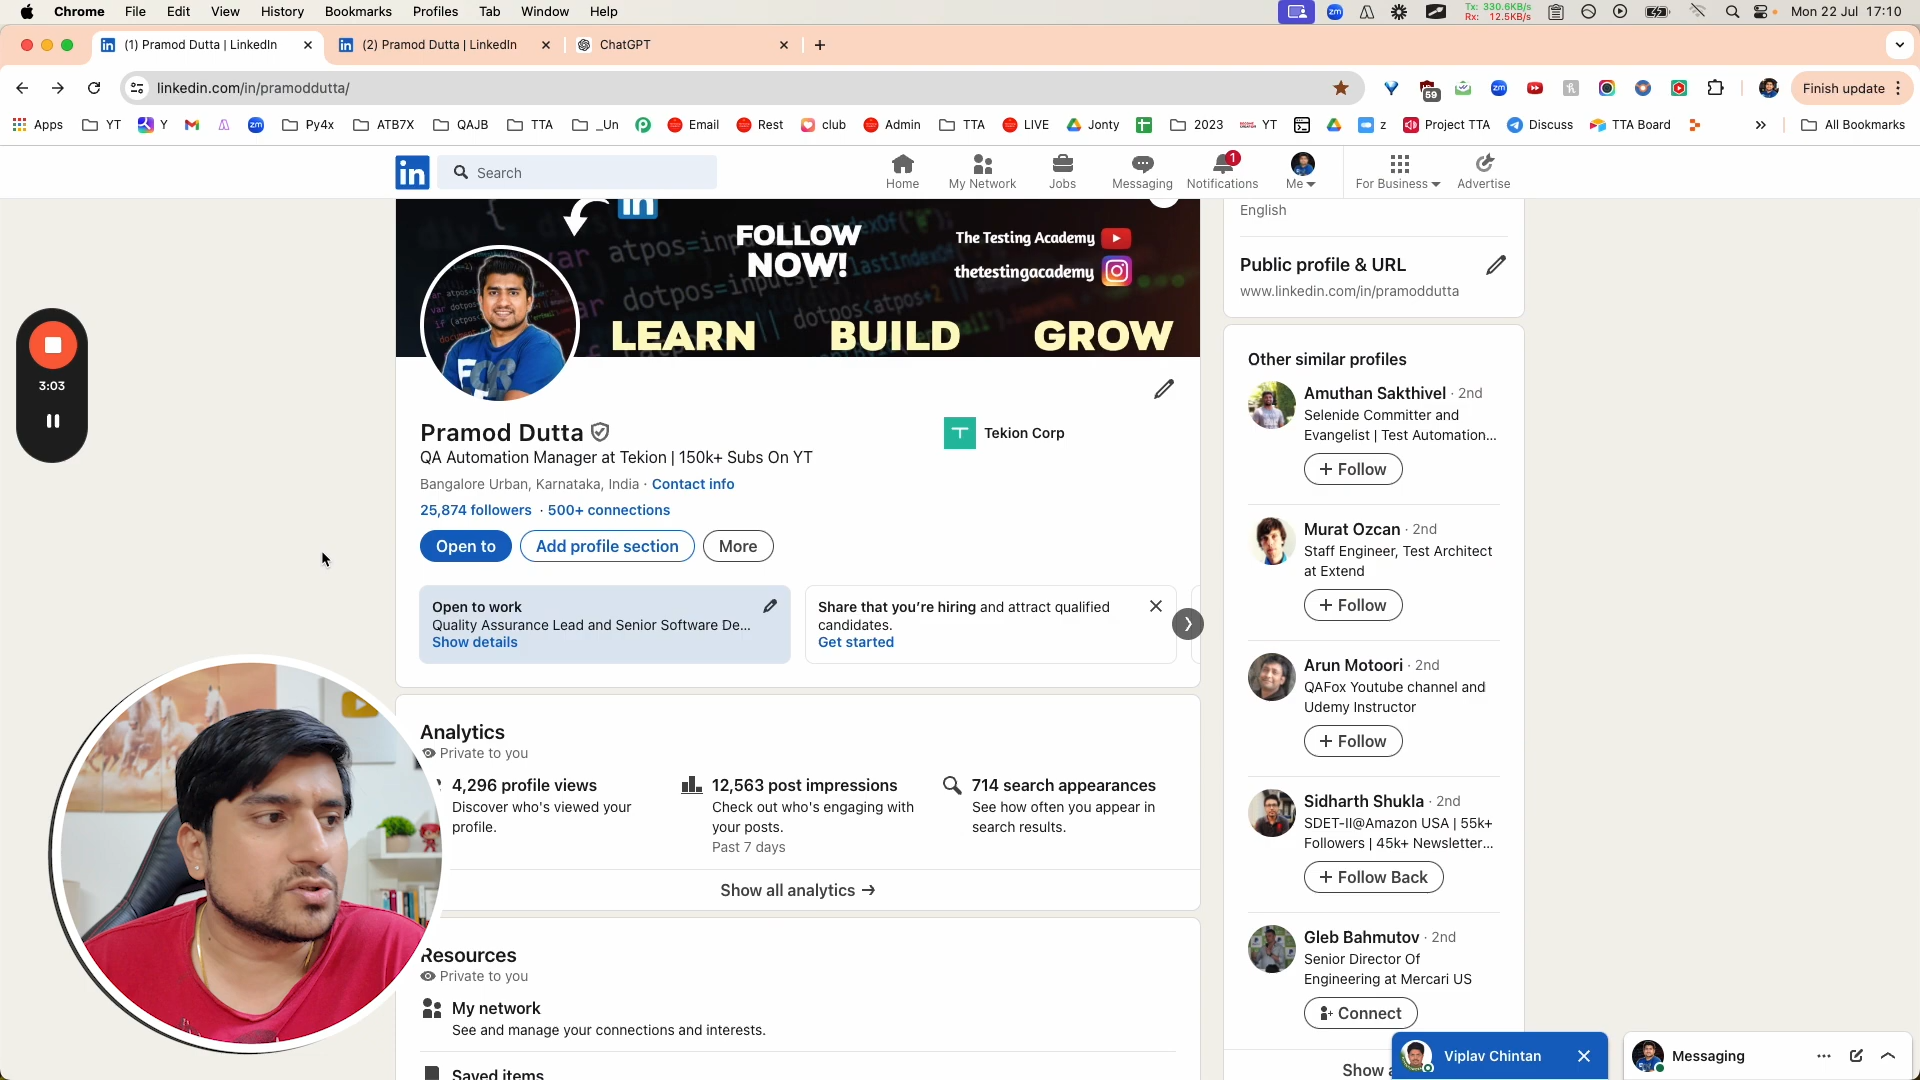 Chrome File Edit View History Bookmarks Profiles Tab Window Help
zm Tx: 330.6KB/s Rx: 12.5KB/s Mon 22 Jul 17:10
(1) Pramod Dutta | LinkedIn (2) Pramod Dutta | LinkedIn ChatGPT
linkedin.com/in/pramoddutta/ 59 zm Finish update
Apps YT Y zm Py4x ATB7X QAJB TTA _Un Email Rest club Admin TTA LIVE Jonty 2023 YT z Project TTA Discuss TTA Board » All Bookmarks
in Search Home My Network Jobs Messaging 1 Notifications Me For Business Advertise
in
FOLLOW
NOW!
The Testing Academy
thetestingacademy
LEARN BUILD GROW
3:03
Pramod Dutta
Tekion Corp
QA Automation Manager at Tekion | 150k+ Subs On YT
Bangalore Urban, Karnataka, India · Contact info
25,874 followers · 500+ connections
Open to Add profile section More
Open to work
Quality Assurance Lead and Senior Software De...
Show details
Share that you're hiring and attract qualified
candidates.
Get started
Analytics
Private to you
4,296 profile views
Discover who's viewed your
profile.
12,563 post impressions
Check out who's engaging with
your posts.
Past 7 days
714 search appearances
See how often you appear in
search results.
Show all analytics →
Resources
Private to you
My network
See and manage your connections and interests.
Saved items
English
Public profile & URL
www.linkedin.com/in/pramoddutta
Other similar profiles
Amuthan Sakthivel · 2nd
Selenide Committer and
Evangelist | Test Automation...
+ Follow
Murat Ozcan · 2nd
Staff Engineer, Test Architect
at Extend
+ Follow
Arun Motoori · 2nd
QAFox Youtube channel and
Udemy Instructor
+ Follow
Sidharth Shukla · 2nd
SDET-II@Amazon USA | 55k+
Followers | 45k+ Newsletter...
+ Follow Back
Gleb Bahmutov · 2nd
Senior Director Of
Engineering at Mercari US
Connect
Show
Viplav Chintan
Messaging